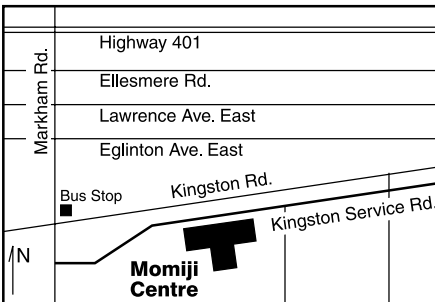 Highway 401
Markham Rd.
Ellesmere Rd.
Lawrence Ave. East
Eglinton Ave. East
Kingston Rd.
Bus Stop
Kingston Service Rd.
N
Momiji
Centre